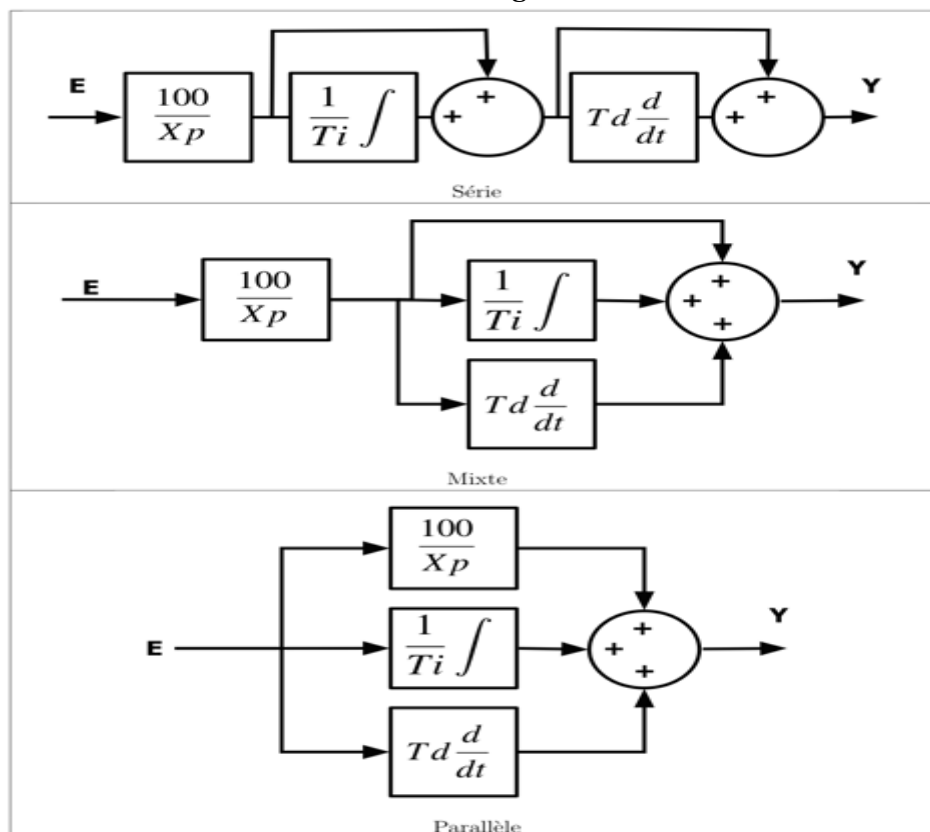 E
100
Xp
1
Ti ∫
+
+
Td d
dt
+
+
Y
Série
E
100
Xp
1
Ti ∫
Td d
dt
+
+
+
Y
Mixte
E
100
Xp
1
Ti ∫
Td d
dt
+
+
+
Y
Parallèle